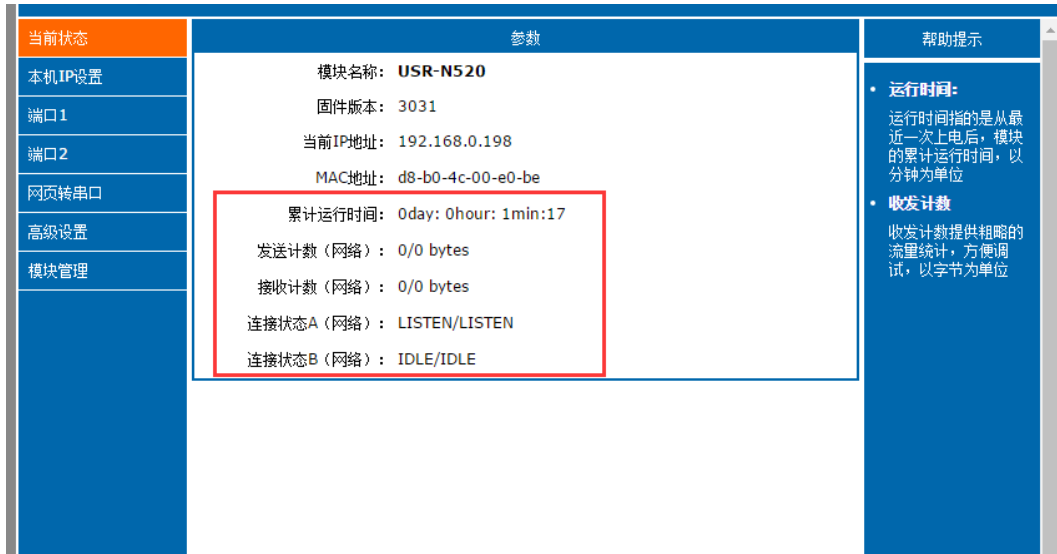 当前状态
本机IP设置
端口1
端口2
网页转串口
高级设置
模块管理
参数
模块名称： USR-N520
固件版本： 3031
当前IP地址： 192.168.0.198
MAC地址： d8-b0-4c-00-e0-be
累计运行时间： 0day: 0hour: 1min:17
发送计数（网络）： 0/0 bytes
接收计数（网络）： 0/0 bytes
连接状态A（网络）： LISTEN/LISTEN
连接状态B（网络）： IDLE/IDLE
帮助提示
• 运行时间:
运行时间指的是从最
近一次上电后，模块
的累计运行时间，以
分钟为单位
• 收发计数
收发计数提供粗略的
流量统计，方便调
试，以字节为单位